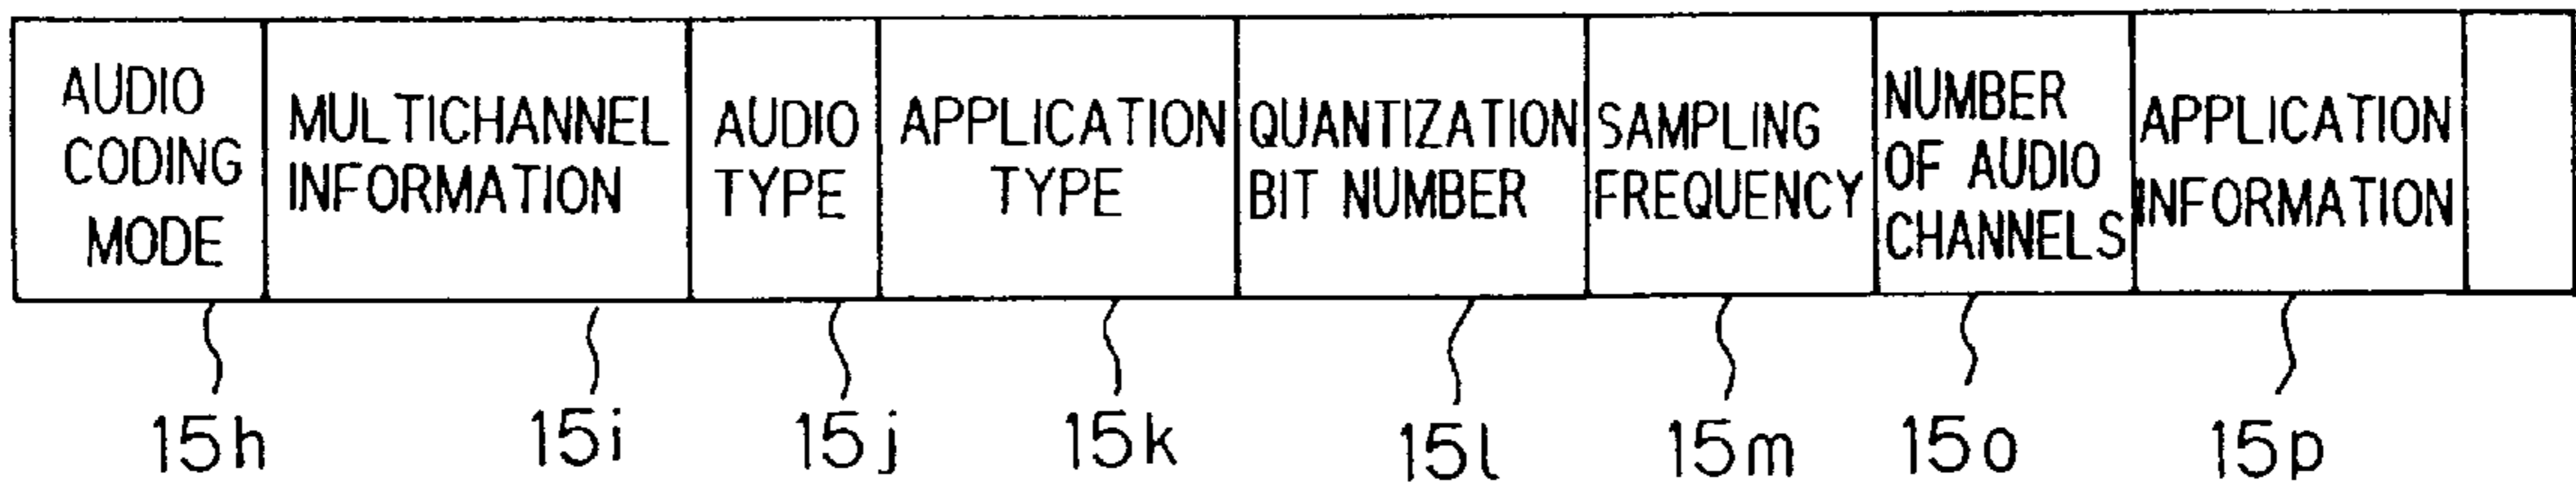 AUDIO
CODING
MODE
MULTICHANNEL
INFORMATION
AUDIO
TYPE
APPLICATION
TYPE
QUANTIZATION
BIT NUMBER
SAMPLING
FREQUENCY
NUMBER
OF AUDIO
CHANNELS
APPLICATION
INFORMATION
15h 15i 15j 15k 15l 15m 15o 15p